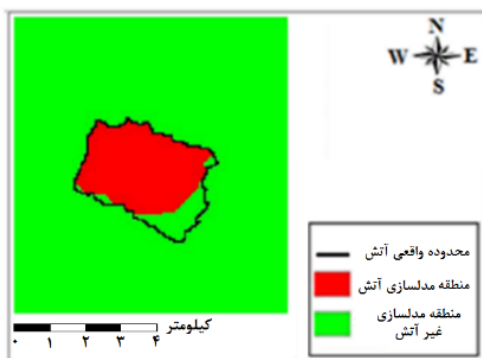 N
W E
S
محدوده واقعی آتش
منطقه مدلسازی آتش
منطقه مدلسازی
غیر آتش
کیلومتر
۰ ۱ ۲ ۳ ۴